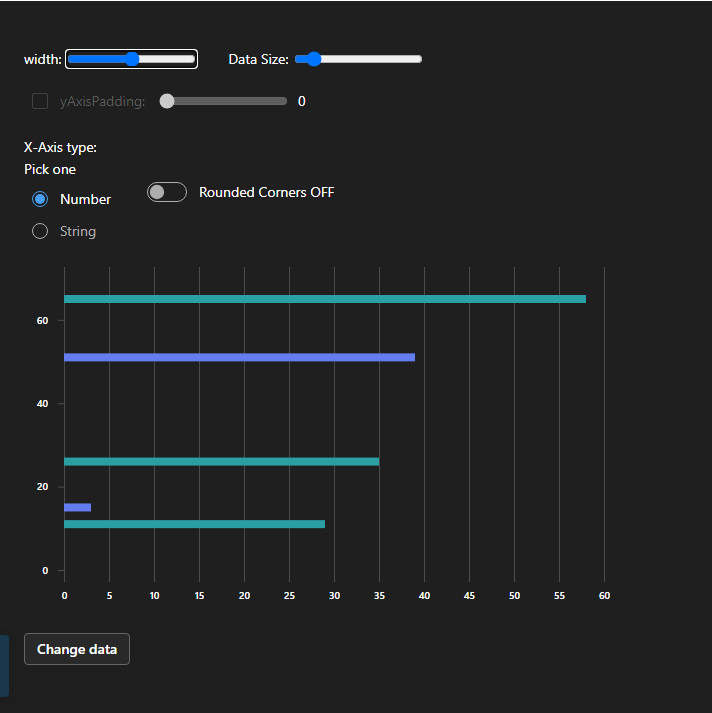 width: Data Size:
yAxisPadding: 0
X-Axis type:
Pick one
Number Rounded Corners OFF
String
60
40
20
0
0 5 10 15 20 25 30 35 40 45 50 55 60
Change data